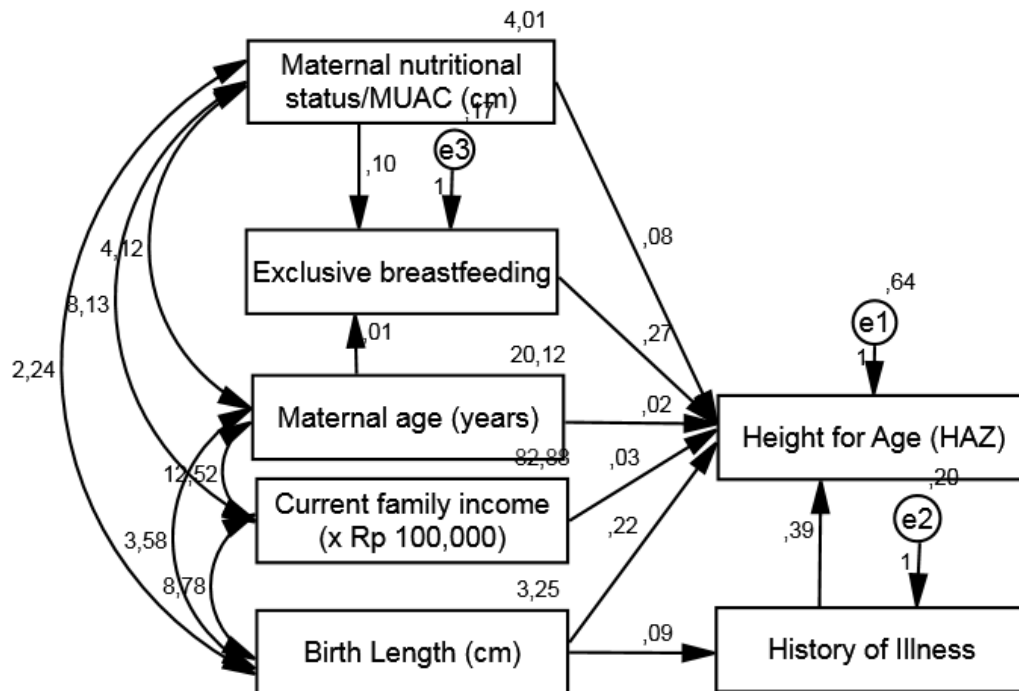 4,01
Maternal nutritional
status/MUAC (cm)
,17
e3
,10
1
4,12
,08
8,13
Exclusive breastfeeding
,64
e1
,01
,27
1
2,24
20,12
Maternal age (years)
,02
Height for Age (HAZ)
82,88
,03
12,52
Current family income
(x Rp 100,000)
,20
e2
,22
,39
3,58
1
8,78
3,25
Birth Length (cm)
,09
History of Illness